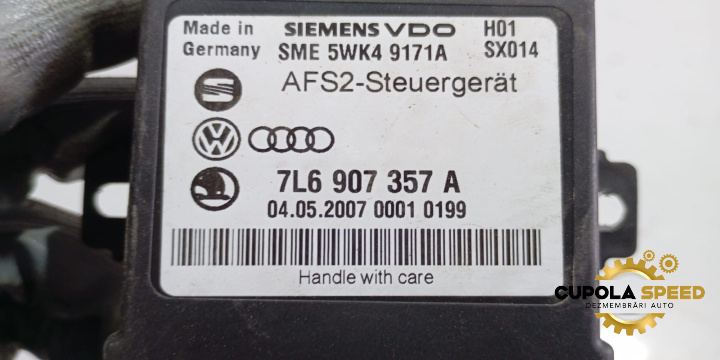 Made in
Germany
SIEMENS VDO
SME 5WK4 9171A
H01
SX014
AFS2-Steuergerät
7L6 907 357 A
04.05.2007 0001 0199
Handle with care
CUPOLA SPEED
DEZMEMBRĂRI AUTO